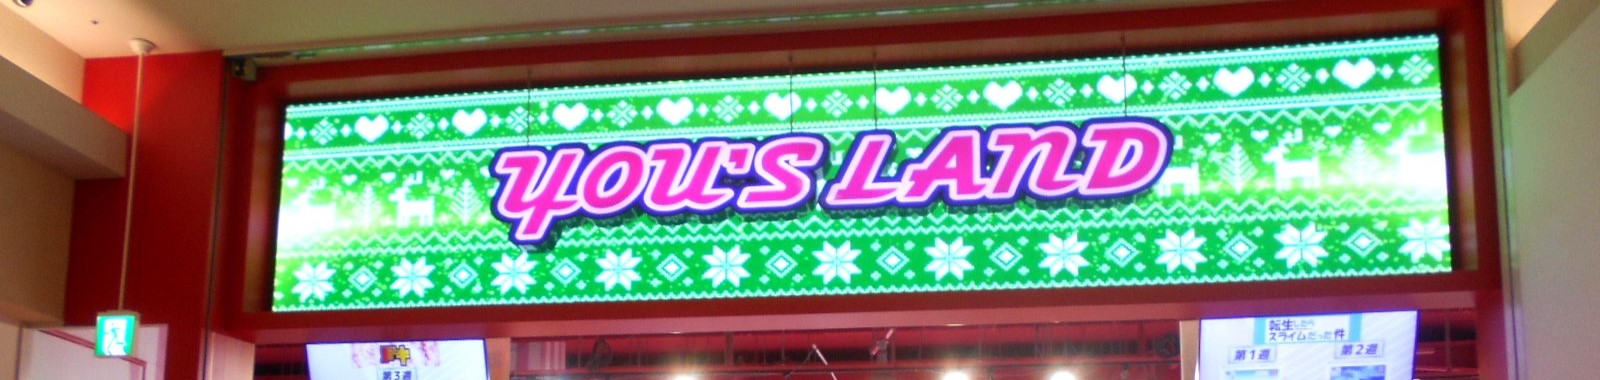 YOU'S LAND
第3週
転生したら
スライムだった件
第1週
第2週